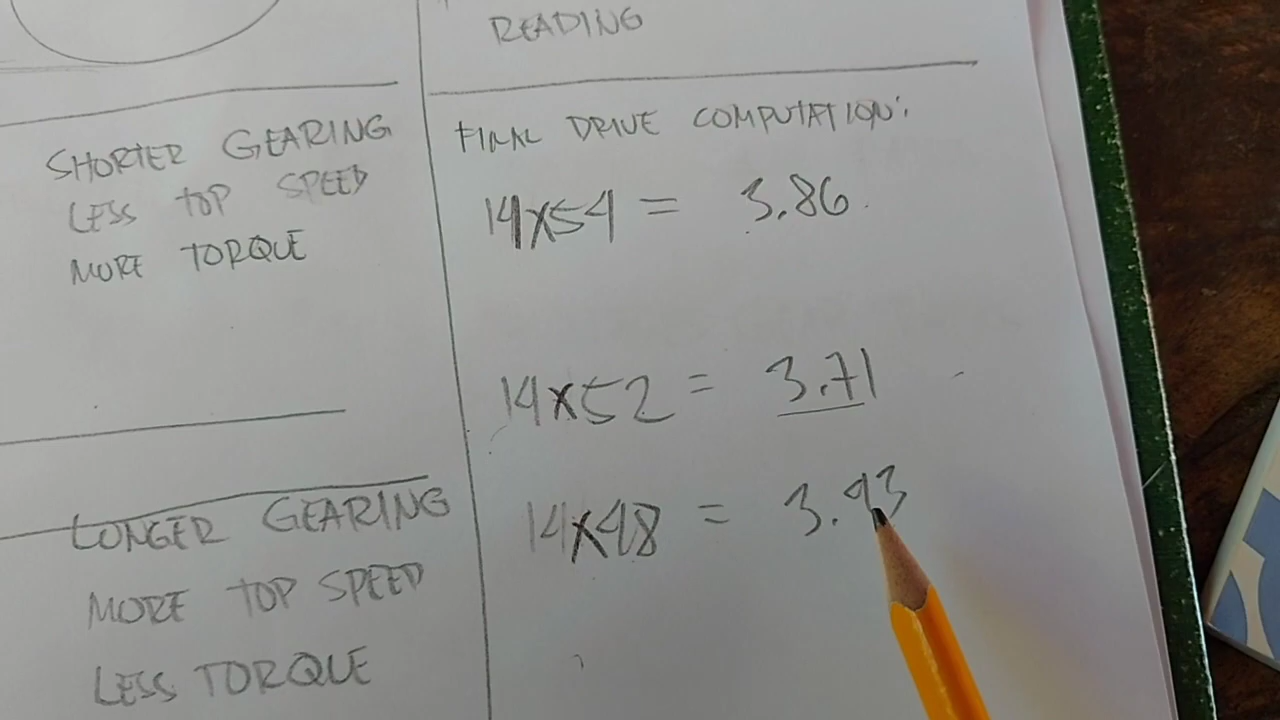 SHORTER GEARING
LESS TOP SPEED
MORE TORQUE
LONGER GEARING
MORE TOP SPEED
LESS TORQUE
READING
FINAL DRIVE COMPUTATION:
14x54 = 3.86
14x52 = 3.71
14x48 = 3.43